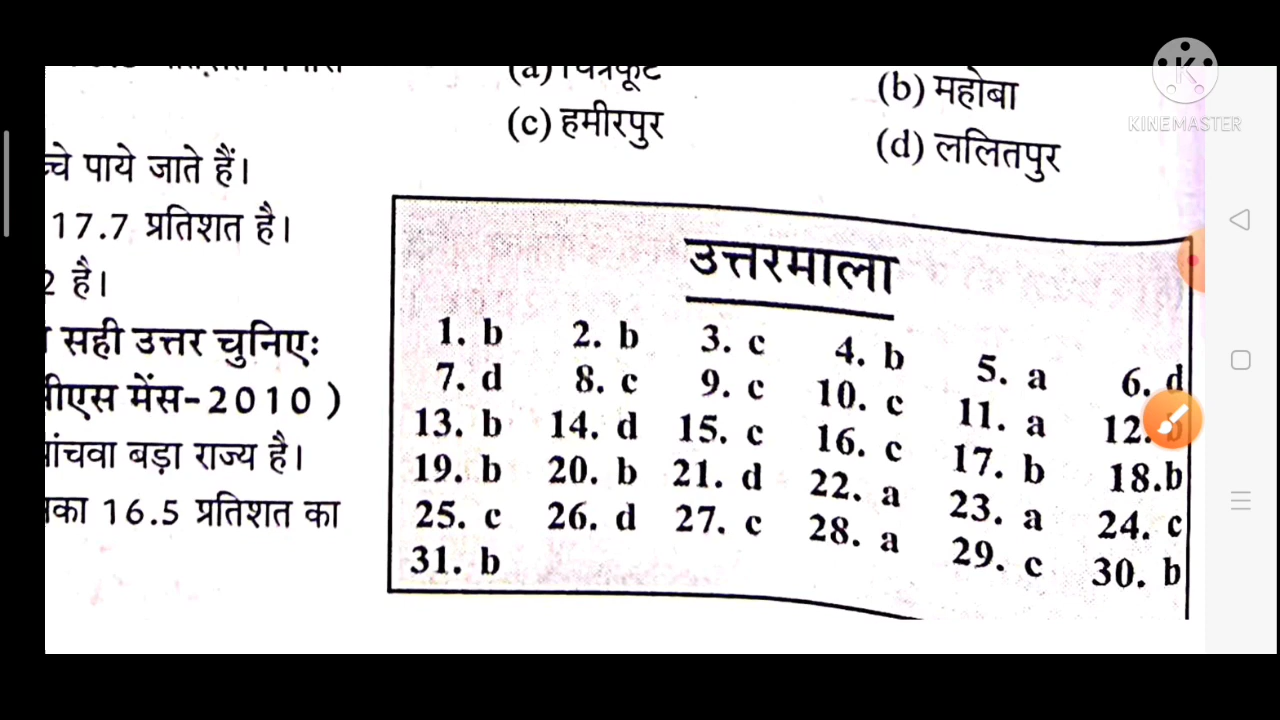 (a) चित्रकूट
(b) महोबा
(c) हमीरपुर
(d) ललितपुर
च्चे पाये जाते हैं।
17.7 प्रतिशत है।
2 है।
सही उत्तर चुनिएः
पीएस मेंस-2010 )
पांचवा बड़ा राज्य है।
16.5 प्रतिशत का
उत्तरमाला
1. b 2. b 3. c 4. b 5. a 6. d
7. d 8. c 9. c 10. c 11. a 12.
13. b 14. d 15. c 16. c 17. b 18.b
19. b 20. b 21. d 22. a 23. a 24. c
25. c 26. d 27. c 28. a 29. c 30. b
31. b
KINEMASTER